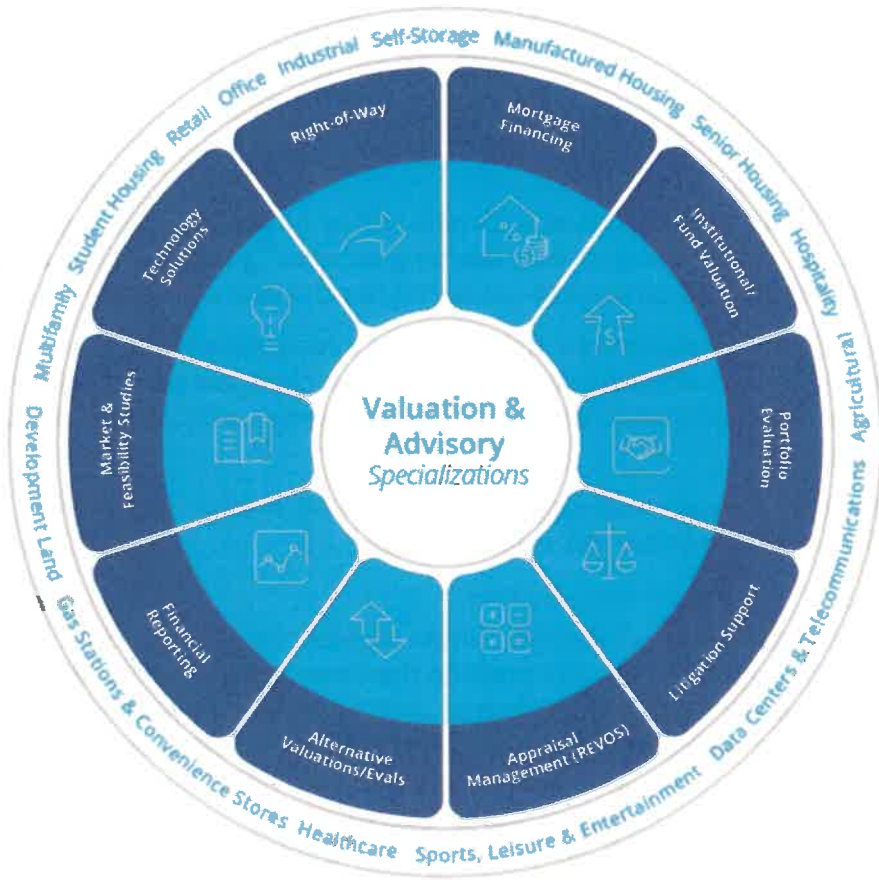 Valuation &
Advisory
Specializations
Mortgage
Financing
Institutional/
Fund Valuation
Portfolio
Evaluation
Litigation Support
Appraisal
Management (REVOS)
Alternative
Valuations/Evals
Financial
Reporting
Market &
Feasibility Studies
Technology
Solutions
Right-of-Way
Multifamily
Student Housing
Retail
Office
Industrial
Self-Storage
Manufactured Housing
Senior Housing
Hospitality
Agricultural
Data Centers & Telecommunications
Sports, Leisure & Entertainment
Healthcare
Gas Stations & Convenience Stores
Development Land
%
$
$